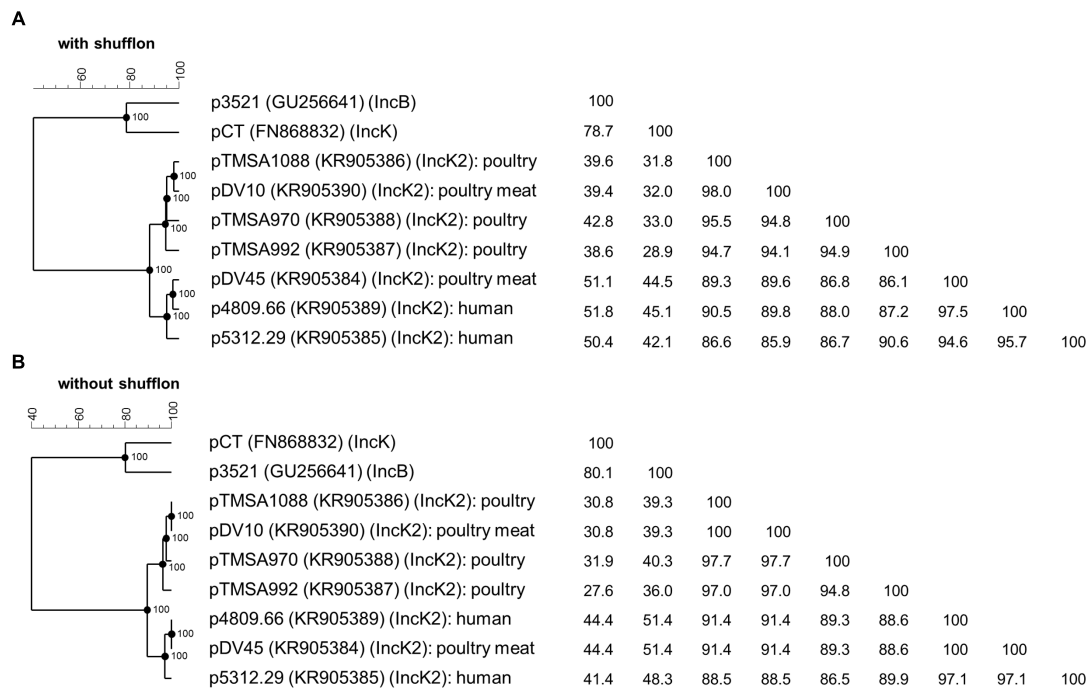 A
with shufflon
60 80 100
p3521 (GU256641) (IncB) 100
100
pCT (FN868832) (IncK) 78.7 100
pTMSA1088 (KR905386) (IncK2): poultry 39.6 31.8 100
100
pDV10 (KR905390) (IncK2): poultry meat 39.4 32.0 98.0 100
100
pTMSA970 (KR905388) (IncK2): poultry 42.8 33.0 95.5 94.8 100
100
pTMSA992 (KR905387) (IncK2): poultry 38.6 28.9 94.7 94.1 94.9 100
100
pDV45 (KR905384) (IncK2): poultry meat 51.1 44.5 89.3 89.6 86.8 86.1 100
100
p4809.66 (KR905389) (IncK2): human 51.8 45.1 90.5 89.8 88.0 87.2 97.5 100
100
p5312.29 (KR905385) (IncK2): human 50.4 42.1 86.6 85.9 86.7 90.6 94.6 95.7 100
B
without shufflon
40 60 80 100
pCT (FN868832) (IncK) 100
100
p3521 (GU256641) (IncB) 80.1 100
pTMSA1088 (KR905386) (IncK2): poultry 30.8 39.3 100
100
pDV10 (KR905390) (IncK2): poultry meat 30.8 39.3 100 100
100
pTMSA970 (KR905388) (IncK2): poultry 31.9 40.3 97.7 97.7 100
100
pTMSA992 (KR905387) (IncK2): poultry 27.6 36.0 97.0 97.0 94.8 100
100
p4809.66 (KR905389) (IncK2): human 44.4 51.4 91.4 91.4 89.3 88.6 100
100
pDV45 (KR905384) (IncK2): poultry meat 44.4 51.4 91.4 91.4 89.3 88.6 100 100
100
p5312.29 (KR905385) (IncK2): human 41.4 48.3 88.5 88.5 86.5 89.9 97.1 97.1 100